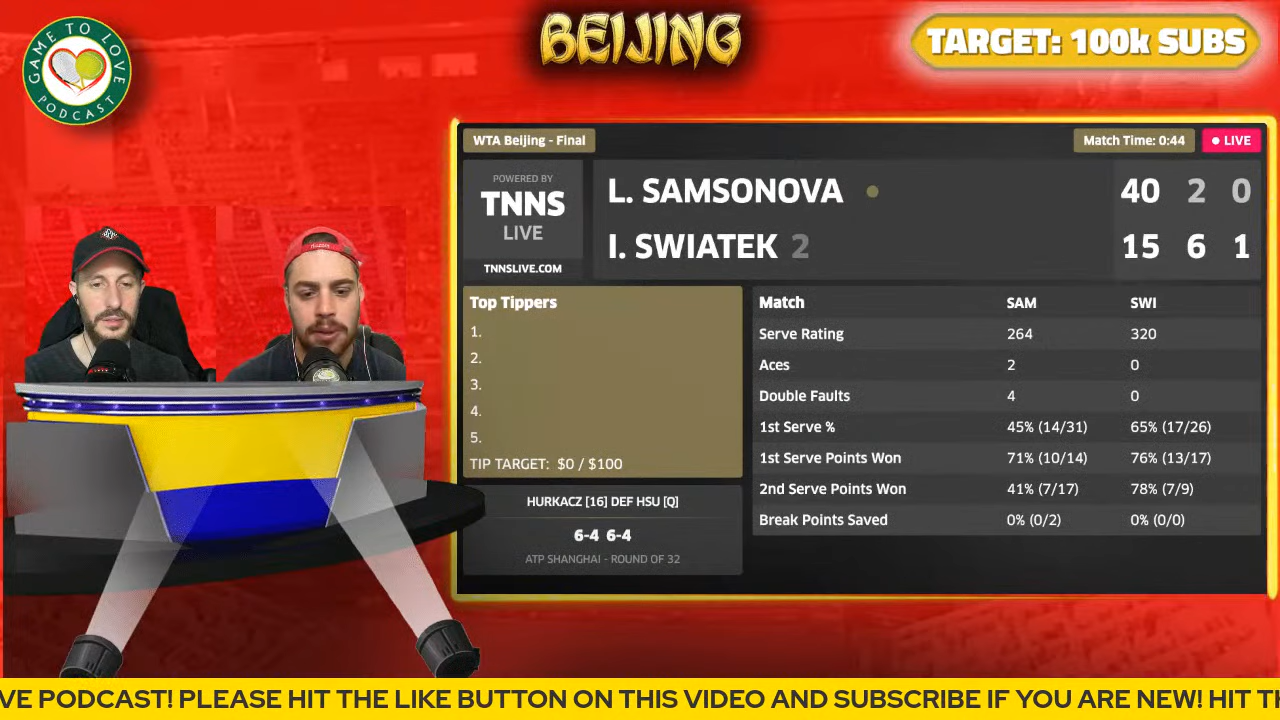 GAME TO LOVE
PODCAST
BEIJING
TARGET: 100k SUBS
WTA Beijing - Final
Match Time: 0:44
LIVE
POWERED BY
TNNS
LIVE
TNNSLIVE.COM
L. SAMSONOVA 40 2 0
I. SWIATEK 2 15 6 1
Top Tippers
1.
2.
3.
4.
5.
TIP TARGET: $0 / $100
HURKACZ [16] DEF HSU [Q]
6-4 6-4
ATP SHANGHAI - ROUND OF 32
Match SAM SWI
Serve Rating 264 320
Aces 2 0
Double Faults 4 0
1st Serve % 45% (14/31) 65% (17/26)
1st Serve Points Won 71% (10/14) 76% (13/17)
2nd Serve Points Won 41% (7/17) 78% (7/9)
Break Points Saved 0% (0/2) 0% (0/0)
VE PODCAST! PLEASE HIT THE LIKE BUTTON ON THIS VIDEO AND SUBSCRIBE IF YOU ARE NEW! HIT TH